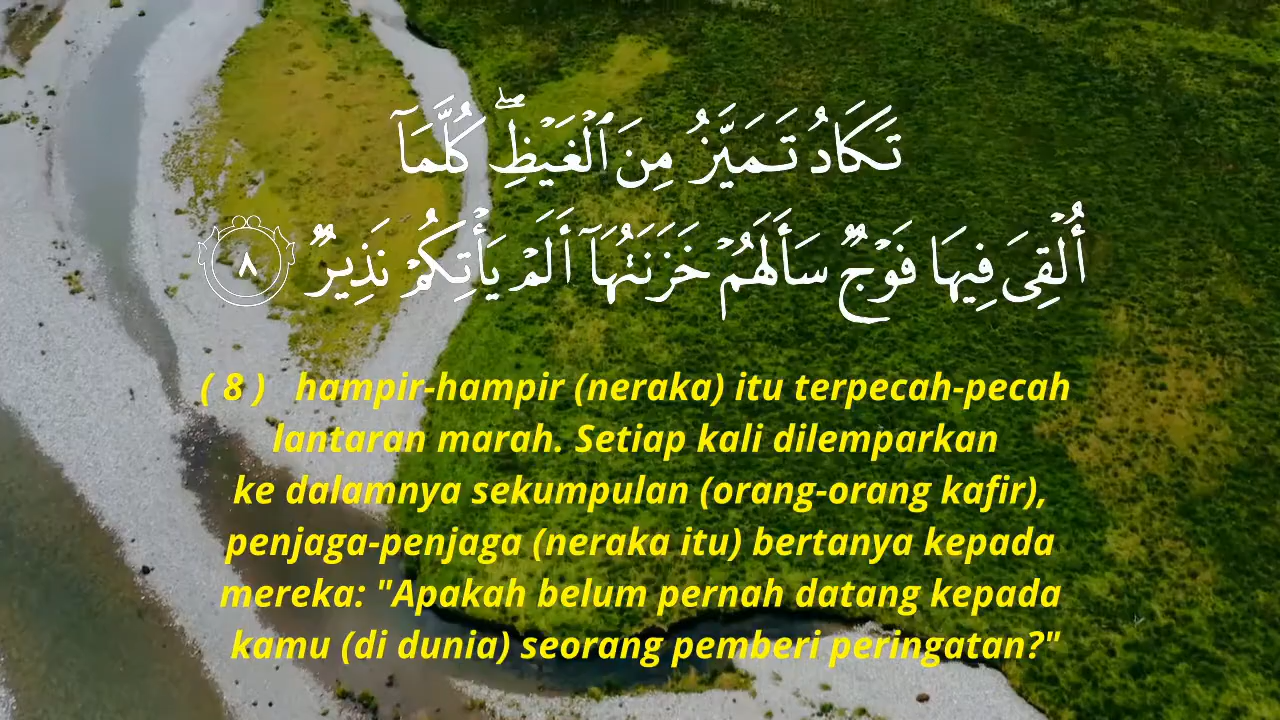 تَكَادُ تَمَيَّزُ مِنَ ٱلْغَيْظِ ۖ كُلَّمَآ
أُلْقِىَ فِيهَا فَوْجٌ سَأَلَهُمْ خَزَنَتُهَآ أَلَمْ يَأْتِكُمْ نَذِيرٌ ٨
( 8 ) hampir-hampir (neraka) itu terpecah-pecah
lantaran marah. Setiap kali dilemparkan
ke dalamnya sekumpulan (orang-orang kafir),
penjaga-penjaga (neraka itu) bertanya kepada
mereka: "Apakah belum pernah datang kepada
kamu (di dunia) seorang pemberi peringatan?"